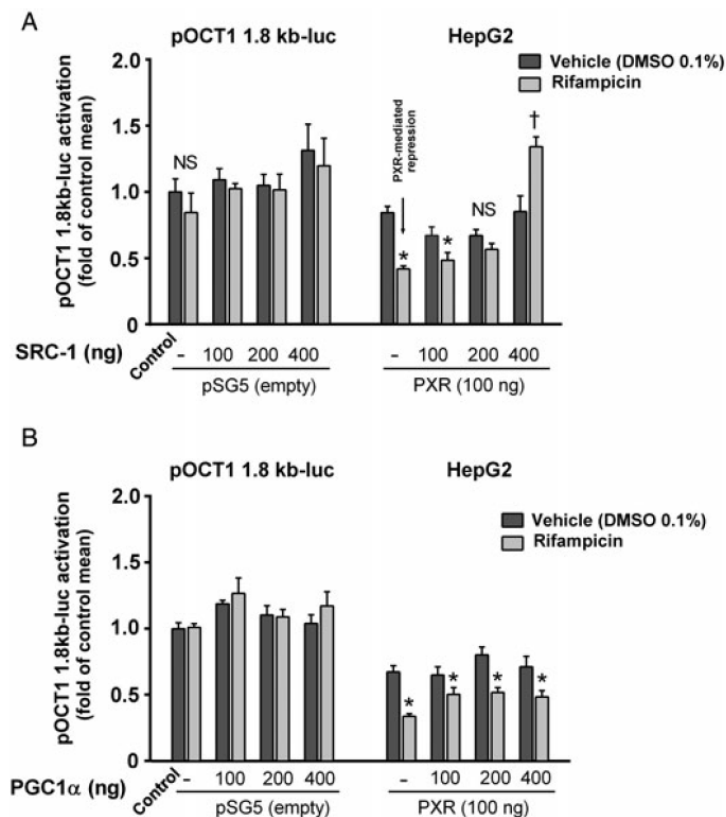 A
pOCT1 1.8 kb-luc
HepG2
Vehicle (DMSO 0.1%)
Rifampicin
pOCT1 1.8kb-luc activation
(fold of control mean)
2.0
1.5
1.0
0.5
0
NS
PXR-mediated
repression
*
*
NS
†
SRC-1 (ng)
Control
– 100 200 400
– 100 200 400
pSG5 (empty)
PXR (100 ng)
B
pOCT1 1.8 kb-luc
HepG2
Vehicle (DMSO 0.1%)
Rifampicin
pOCT1 1.8kb-luc activation
(fold of control mean)
2.0
1.5
1.0
0.5
0
*
*
*
*
PGC1α (ng)
Control
– 100 200 400
– 100 200 400
pSG5 (empty)
PXR (100 ng)